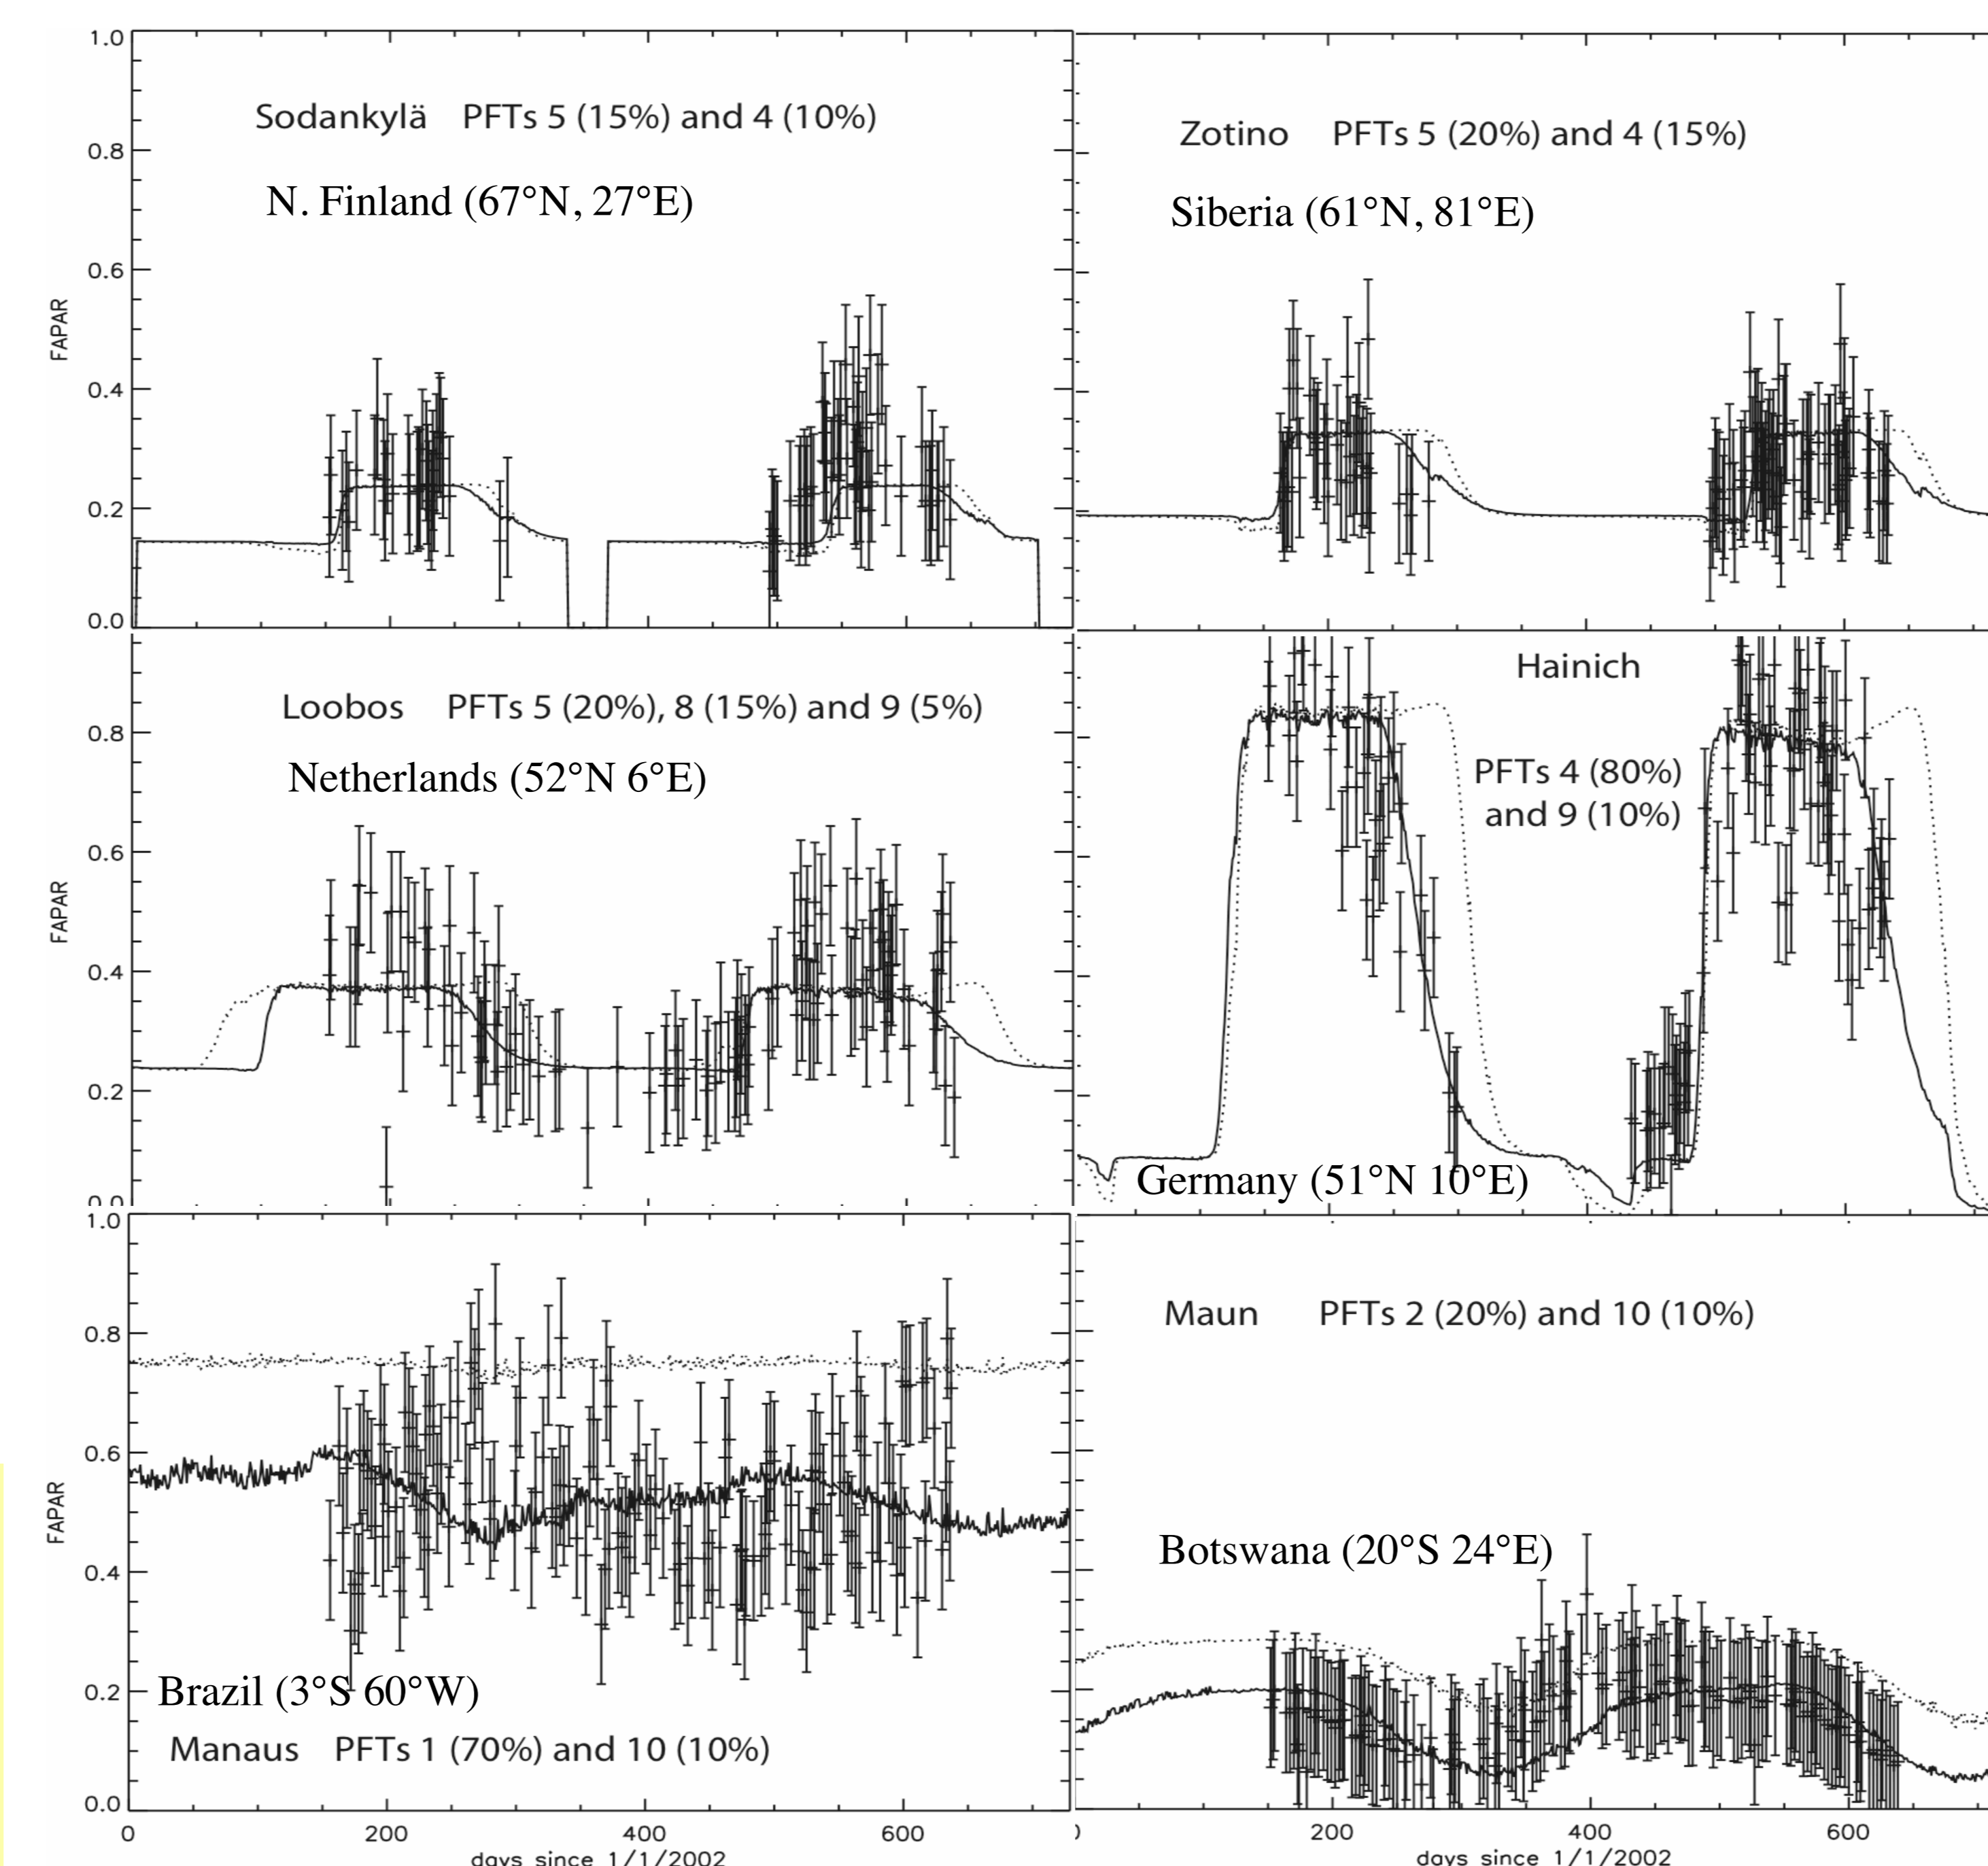 1.0
0.8
0.6
0.4
0.2
0.0
FAPAR
Sodankylä PFTs 5 (15%) and 4 (10%)
N. Finland (67°N, 27°E)
Zotino PFTs 5 (20%) and 4 (15%)
Siberia (61°N, 81°E)
0.8
0.6
0.4
0.2
0.0
FAPAR
Loobos PFTs 5 (20%), 8 (15%) and 9 (5%)
Netherlands (52°N 6°E)
Hainich
PFTs 4 (80%)
and 9 (10%)
Germany (51°N 10°E)
1.0
0.8
0.6
0.4
0.2
0.0
FAPAR
Brazil (3°S 60°W)
Manaus PFTs 1 (70%) and 10 (10%)
0 200 400 600
days since 1/1/2002
Maun PFTs 2 (20%) and 10 (10%)
Botswana (20°S 24°E)
0 200 400 600
days since 1/1/2002